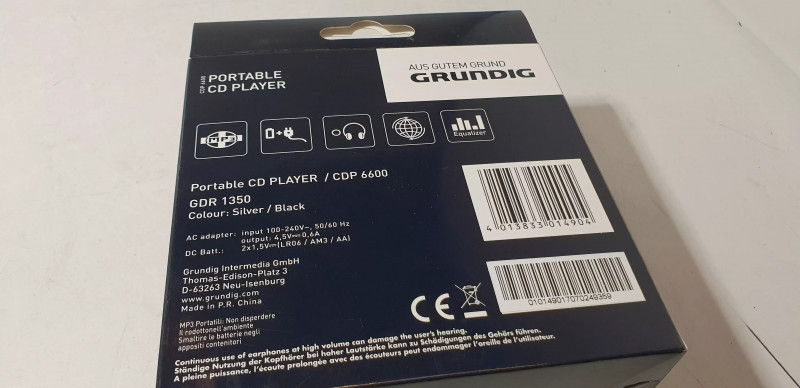 CDP 6600
PORTABLE
CD PLAYER
AUS GUTEM GRUND
GRUNDIG
MP3
Equalizer
Portable CD PLAYER / CDP 6600
GDR 1350
Colour: Silver / Black
AC adapter: input 100-240V~, 50/60 Hz
output: 4,5V⎓0,6A
DC Batt.: 2x1,5V⎓(LR06 / AM3 / AA)
Grundig Intermedia GmbH
Thomas-Edison-Platz 3
D-63263 Neu-Isenburg
www.grundig.com
Made in P.R. China
MP3 Portatili: Non disperdere
il rodottonell'ambiente
Smaltire le batterie negli
appositi contenitori
4 013833 014904
010149017070249359
CE
Continuous use of earphones at high volume can damage the user's hearing.
Ständige Nutzung der Kopfhörer bei hoher Lautstärke kann zu Schädigungen des Gehörs führen.
A pleine puissance, l'écoute prolongée avec des écouteurs peut endommager l'oreille de l'utilisateur.